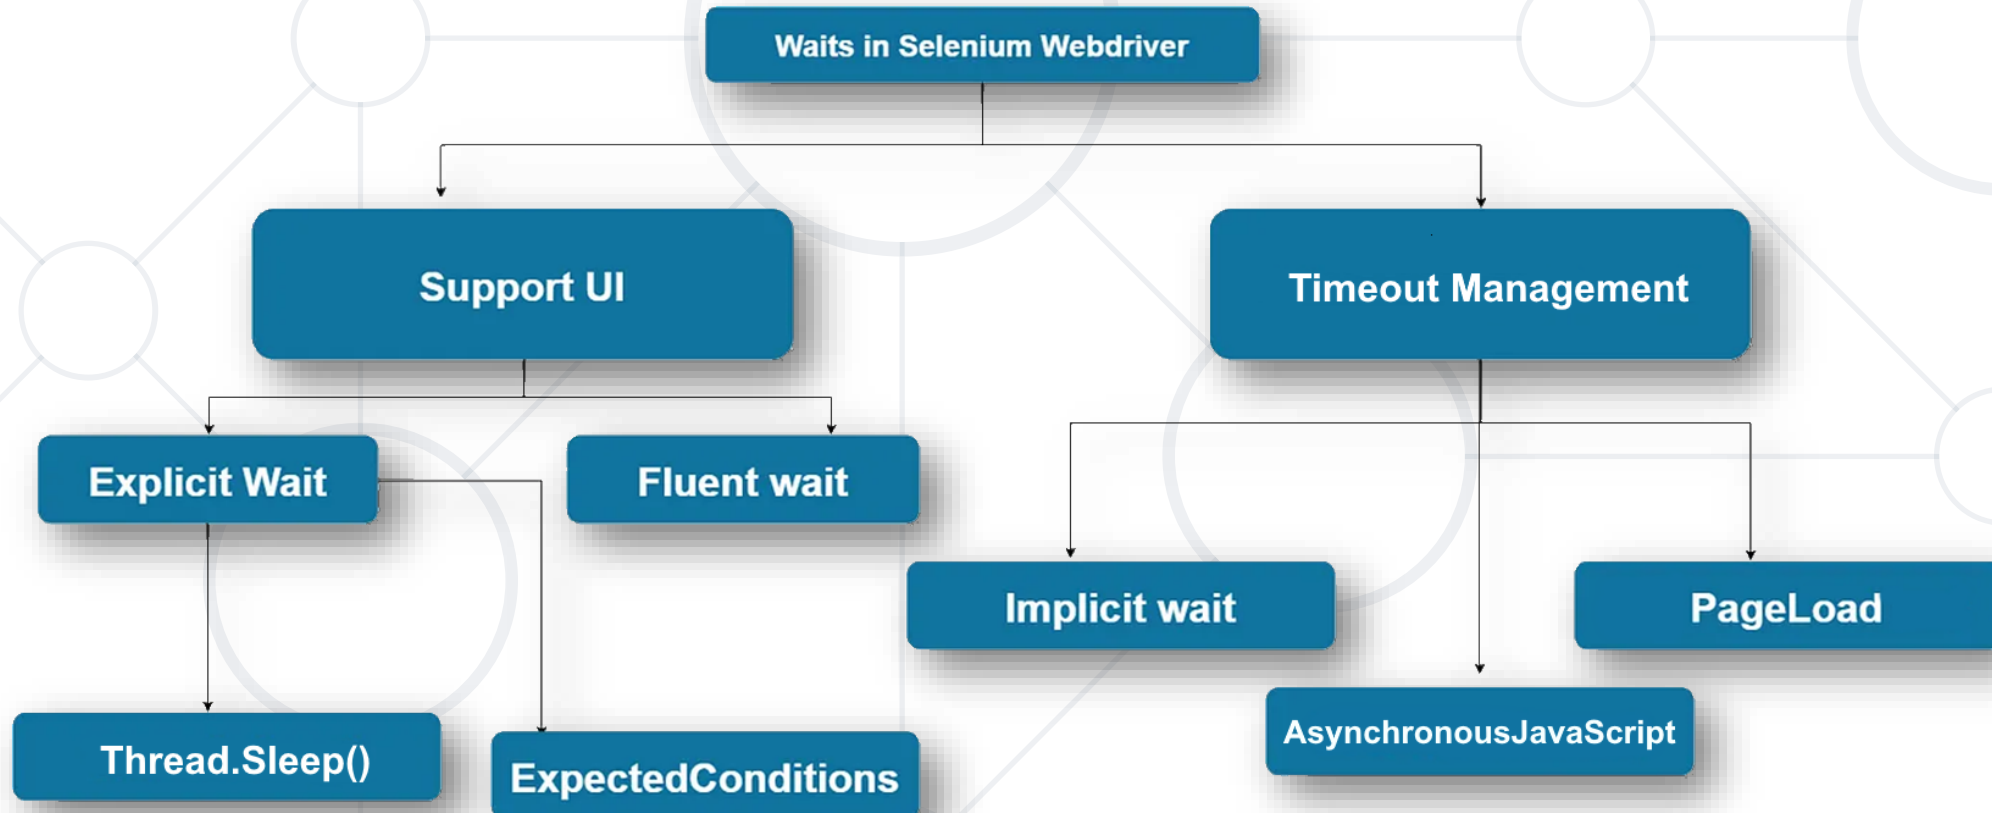 Waits in Selenium Webdriver
Support UI
Timeout Management
Explicit Wait
Fluent wait
Implicit wait
PageLoad
Thread.Sleep()
ExpectedConditions
AsynchronousJavaScript